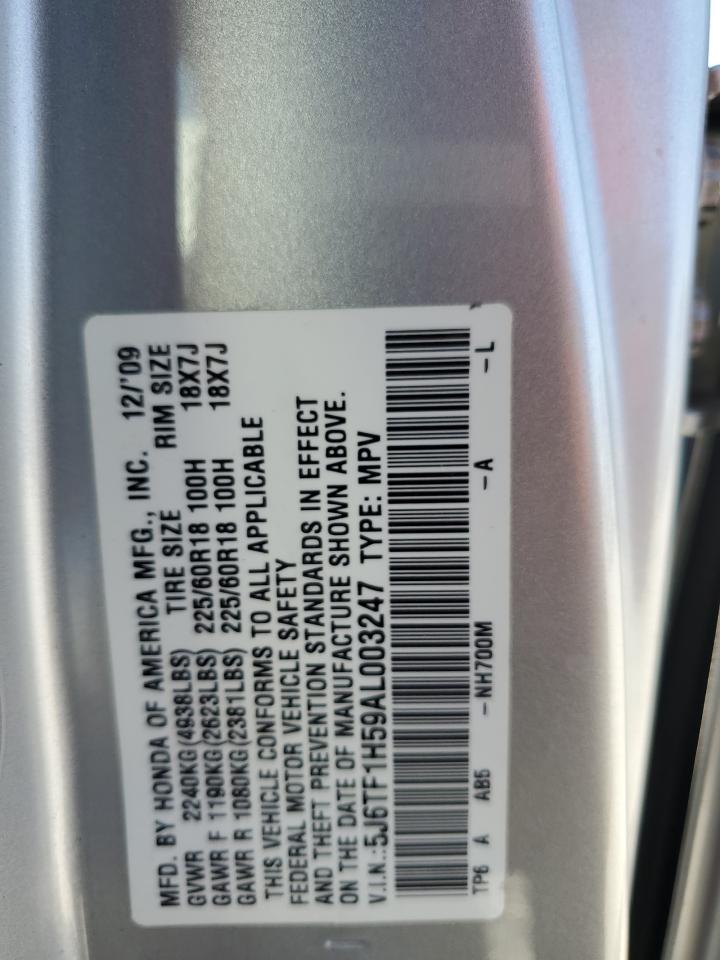 MFD. BY HONDA OF AMERICA MFG., INC. 12/'09
GVWR 2240KG(4938LBS) TIRE SIZE RIM SIZE
GAWR F 1190KG(2623LBS) 225/60R18 100H 18X7J
GAWR R 1080KG(2381LBS) 225/60R18 100H 18X7J
THIS VEHICLE CONFORMS TO ALL APPLICABLE
FEDERAL MOTOR VEHICLE SAFETY
AND THEFT PREVENTION STANDARDS IN EFFECT
ON THE DATE OF MANUFACTURE SHOWN ABOVE.
V.I.N.:5J6TF1H59AL003247 TYPE: MPV
TP6 A AB5 -NH700M -A -L